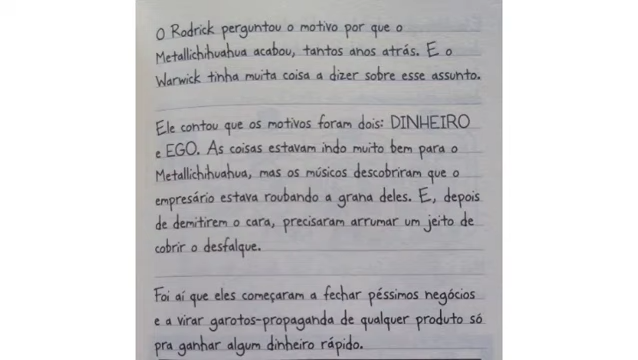 O Rodrick perguntou o motivo por que o
Metallichihuahua acabou, tantos anos atrás. E o
Warwick tinha muita coisa a dizer sobre esse assunto.
Ele contou que os motivos foram dois: DINHEIRO
e EGO. As coisas estavam indo muito bem para o
Metallichihuahua, mas os músicos descobriram que o
empresário estava roubando a grana deles. E, depois
de demitirem o cara, precisaram arrumar um jeito de
cobrir o desfalque.
Foi aí que eles começaram a fechar péssimos negócios
e a virar garotos-propaganda de qualquer produto só
pra ganhar algum dinheiro rápido.